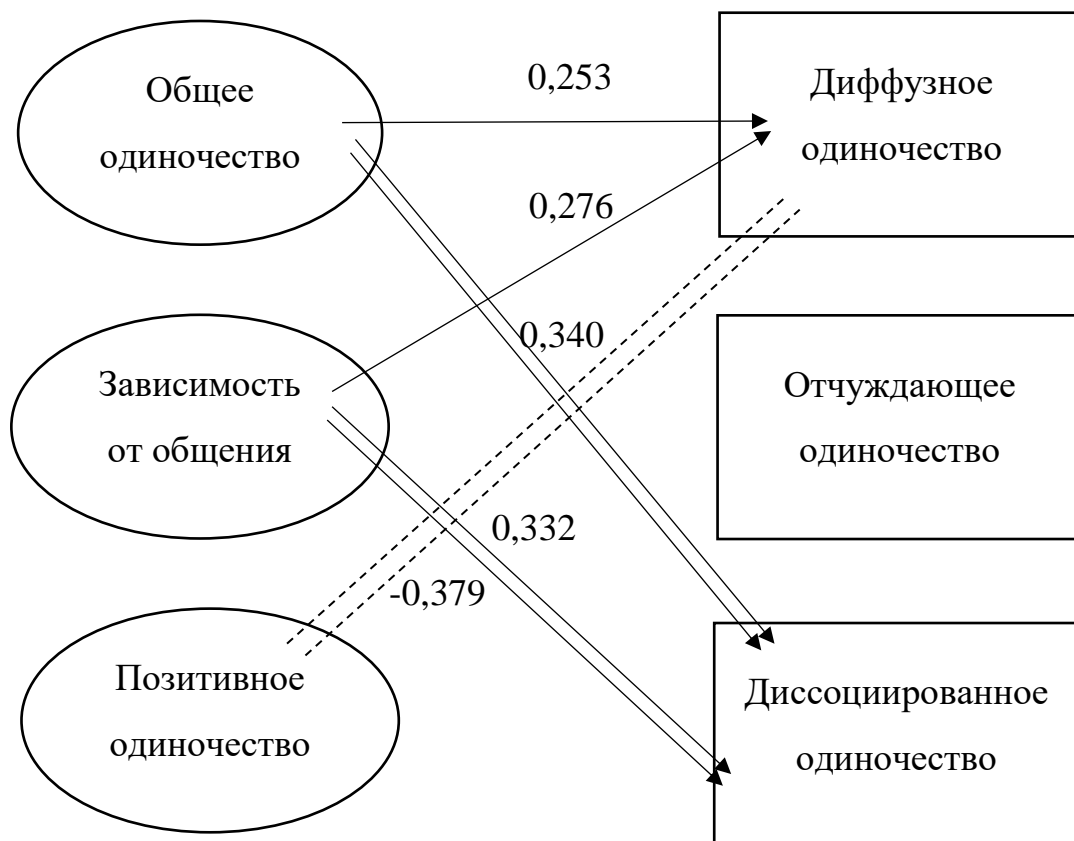 Общее
одиночество
0,253
Диффузное
одиночество
0,276
0,340
Зависимость
от общения
Отчуждающее
одиночество
0,332
-0,379
Позитивное
одиночество
Диссоциированное
одиночество